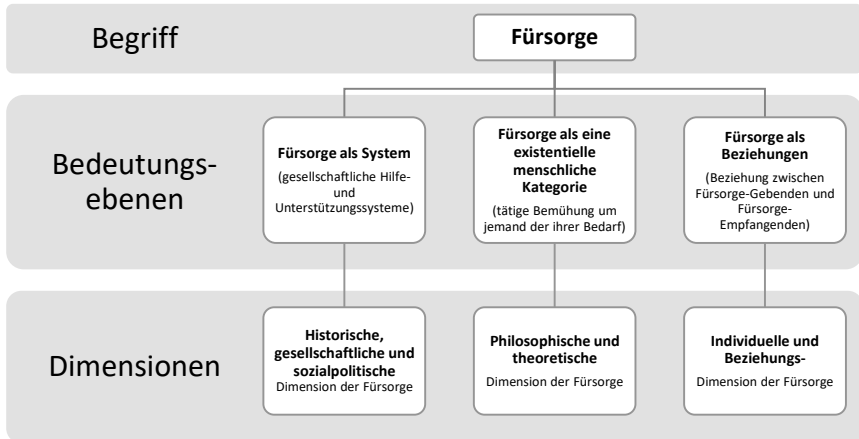 Begriff
Fürsorge
Bedeutungs-
ebenen
Fürsorge als System
(gesellschaftliche Hilfe-
und
Unterstützungssysteme)
Fürsorge als eine
existentielle
menschliche
Kategorie
(tätige Bemühung um
jemand der ihrer Bedarf)
Fürsorge als
Beziehungen
(Beziehung zwischen
Fürsorge-Gebenden und
Fürsorge-
Empfangenden)
Dimensionen
Historische,
gesellschaftliche und
sozialpolitische
Dimension der Fürsorge
Philosophische und
theoretische
Dimension der Fürsorge
Individuelle und
Beziehungs-
Dimension der Fürsorge